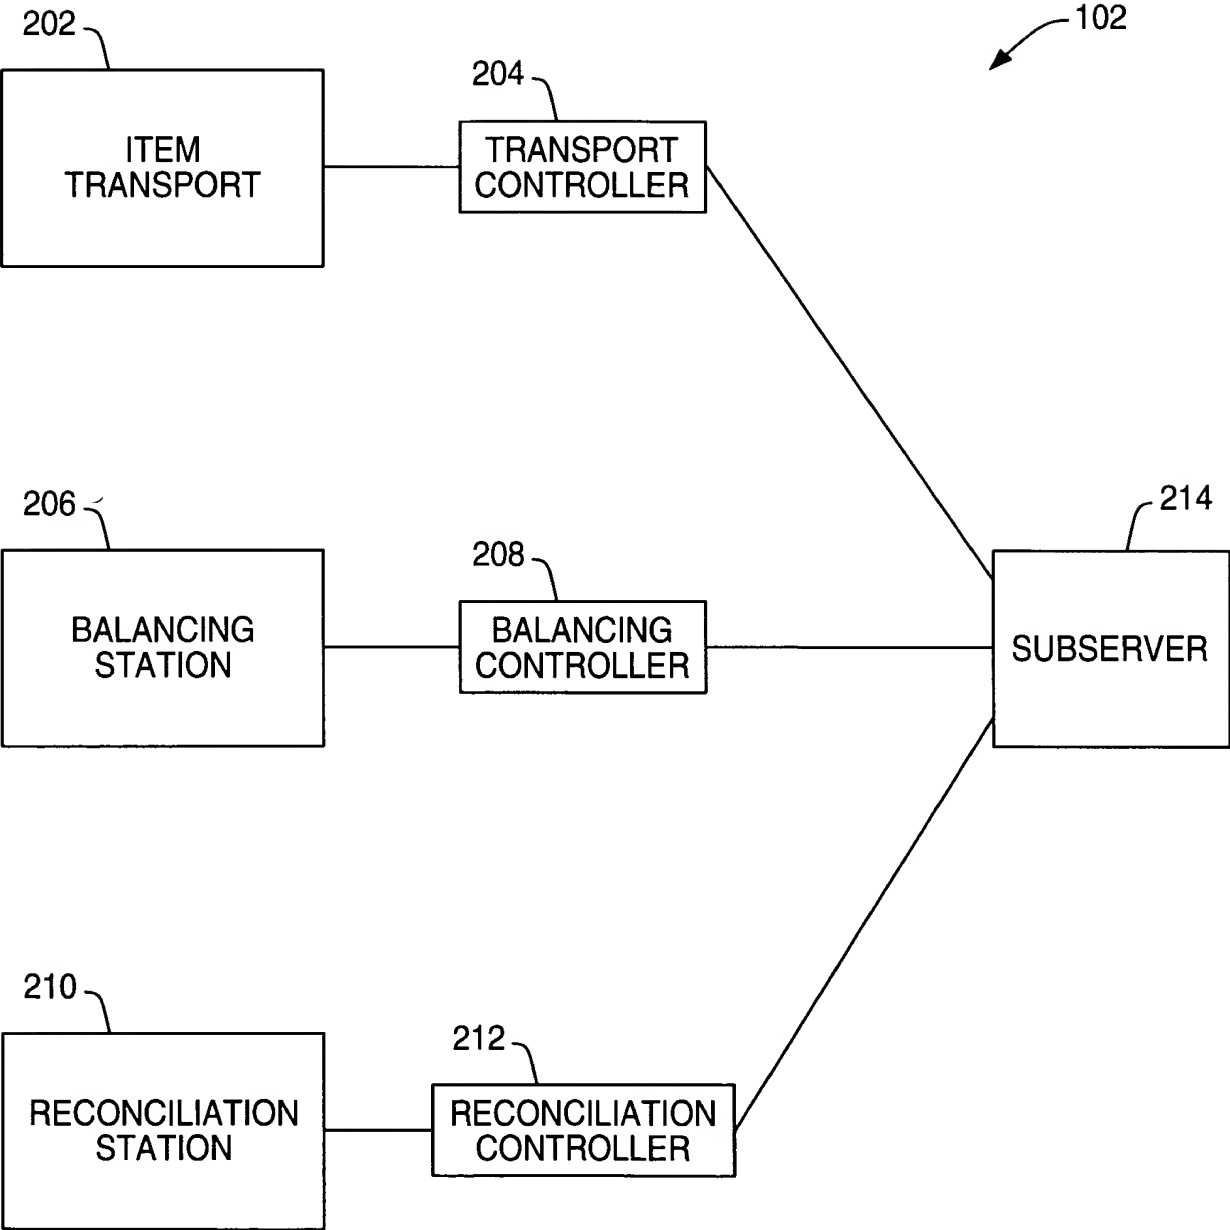 202
102
204
ITEM
TRANSPORT
TRANSPORT
CONTROLLER
206
208
214
BALANCING
STATION
BALANCING
CONTROLLER
SUBSERVER
210
212
RECONCILIATION
STATION
RECONCILIATION
CONTROLLER